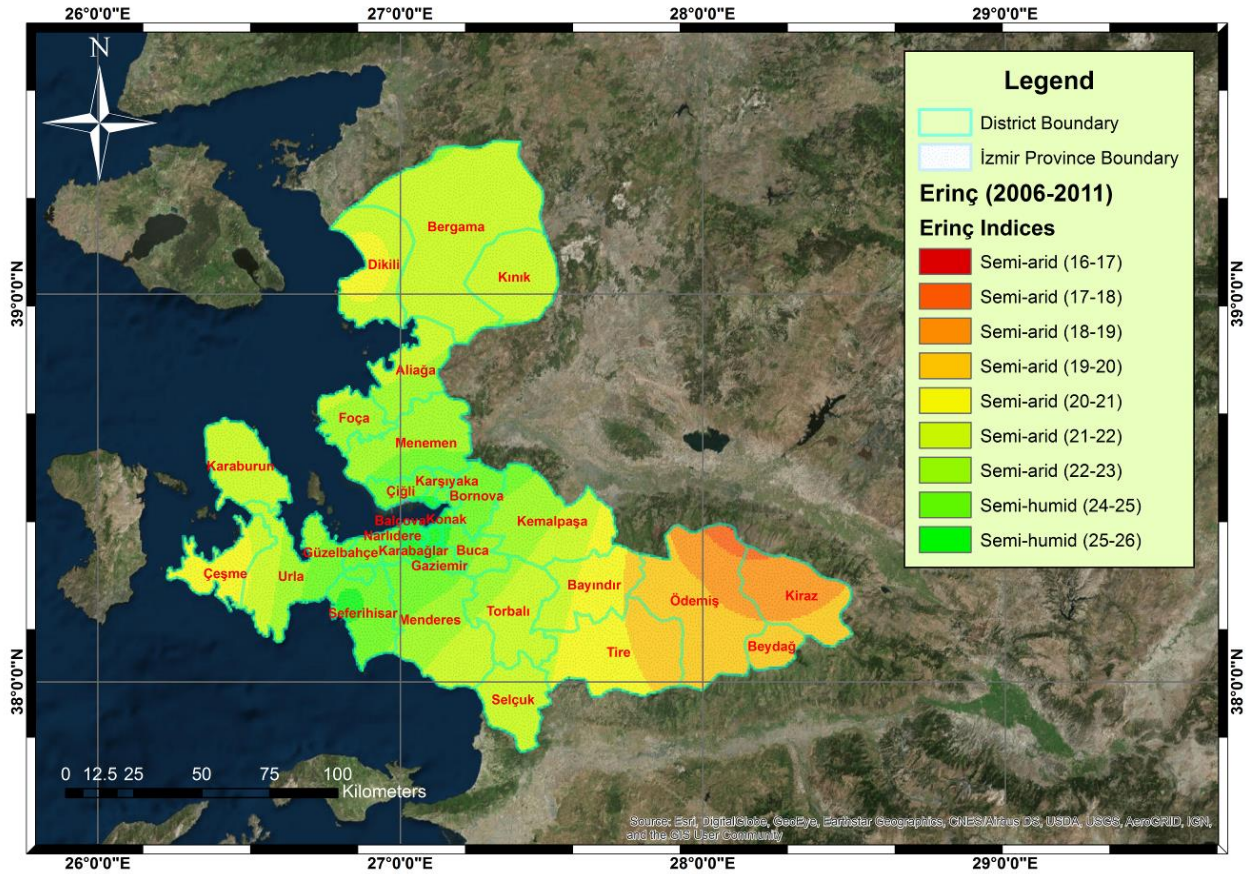 26°0'0"E 27°0'0"E 28°0'0"E 29°0'0"E
N
Legend
District Boundary
İzmir Province Boundary
Erinç (2006-2011)
Erinç Indices
Semi-arid (16-17)
Semi-arid (17-18)
Semi-arid (18-19)
Semi-arid (19-20)
Semi-arid (20-21)
Semi-arid (21-22)
Semi-arid (22-23)
Semi-humid (24-25)
Semi-humid (25-26)
39°0'0"N 39°0'0"N
38°0'0"N 38°0'0"N
Bergama
Dikili
Kınık
Aliağa
Foça
Menemen
Karaburun
Karşıyaka
Çiğli
Bornova
Balçova Konak
Kemalpaşa
Narlıdere
Güzelbahçe Karabağlar Buca
Gaziemir
Çeşme Urla
Bayındır
Ödemiş Kiraz
Seferihisar Menderes Torbalı
Tire Beydağ
Selçuk
0 12.5 25 50 75 100
Kilometers
Source: Esri, DigitalGlobe, GeoEye, Earthstar Geographics, CNES/Airbus DS, USDA, USGS, AeroGRID, IGN,
and the GIS User Community
26°0'0"E 27°0'0"E 28°0'0"E 29°0'0"E